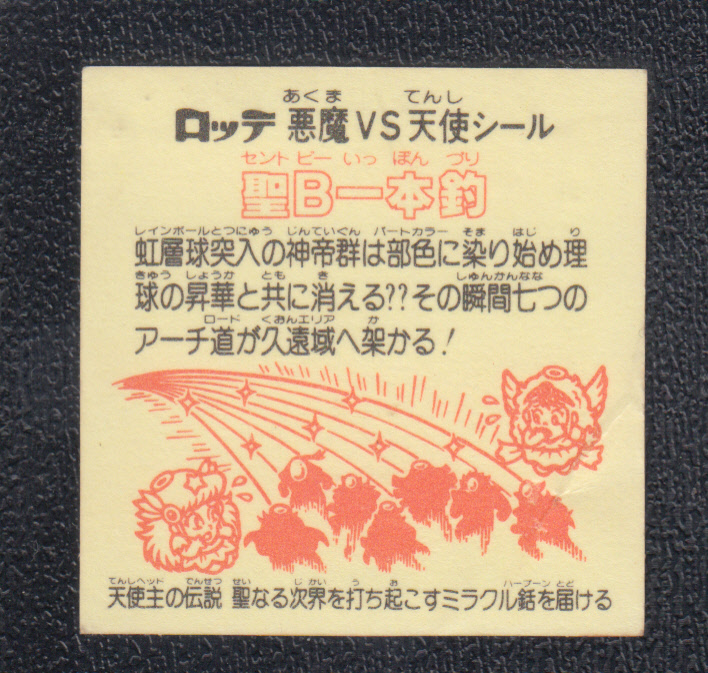 あくま てんし
ロッテ 悪魔VS天使シール
セント ビー いっ ぽん づり
聖B一本釣
レインボールとつにゅう じんていぐん パートカラー そま はじ り
虹層球突入の神帝群は部色に染り始め理
きゅう しょうか とも き しゅんかんなな
球の昇華と共に消える??その瞬間七つの
ロード くおんエリア か
アーチ道が久遠域へ架かる!
てんしヘッド でんせつ せい じかい う お ハープーン とど
天使主の伝説 聖なる次界を打ち起こすミラクル銛を届ける